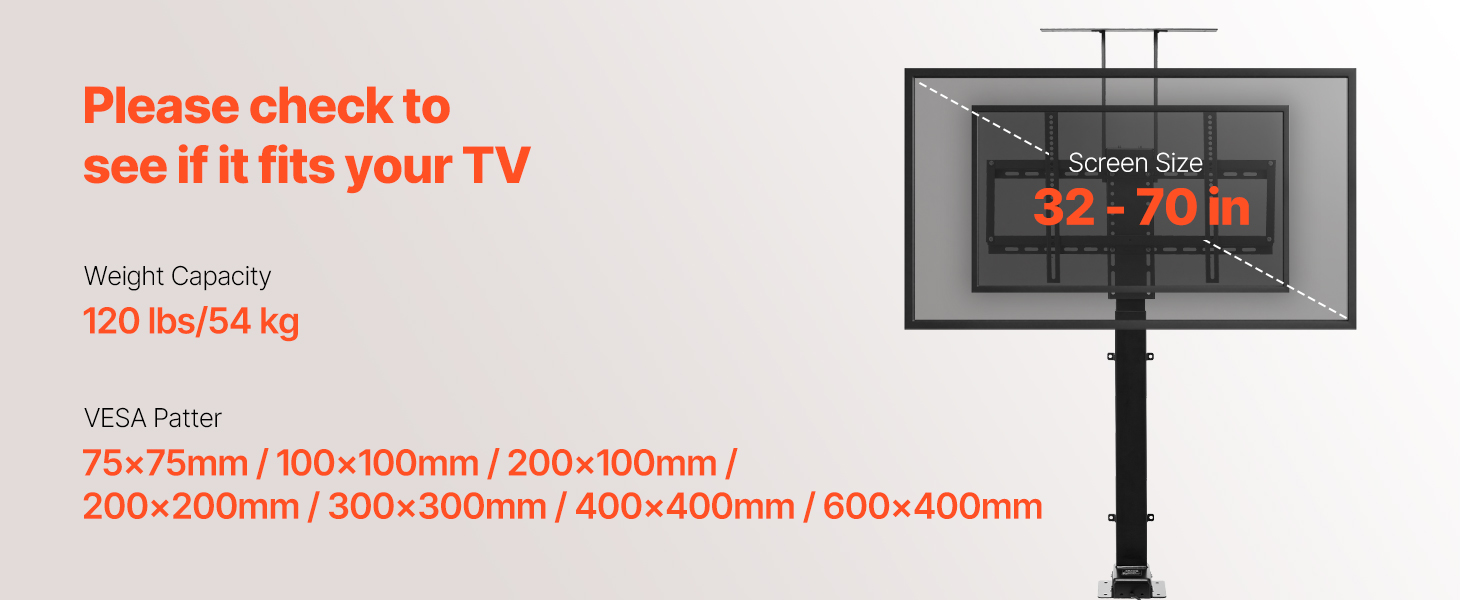 Please check to
see if it fits your TV
Weight Capacity
120 lbs/54 kg
VESA Patter
75×75mm / 100×100mm / 200×100mm /
200×200mm / 300×300mm / 400×400mm / 600×400mm
Screen Size
32 - 70 in